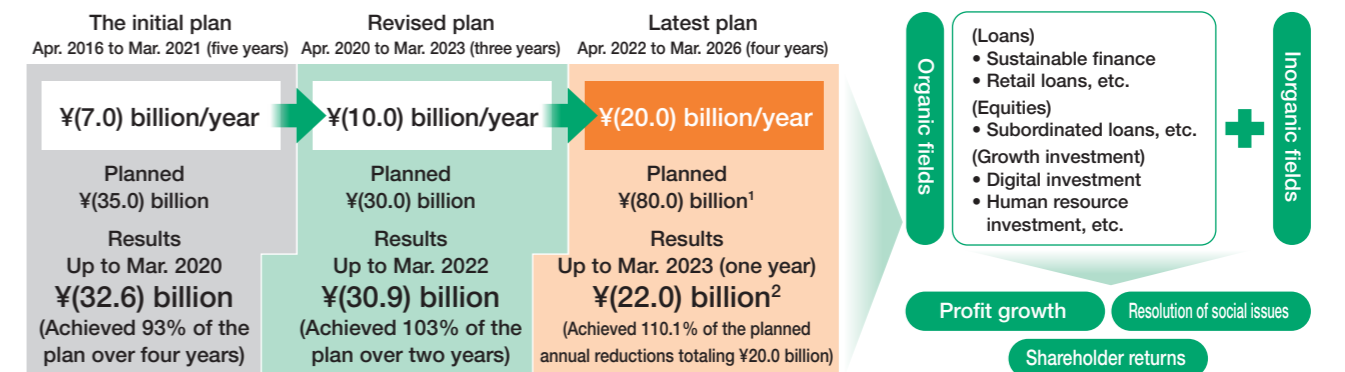 The initial plan
Apr. 2016 to Mar. 2021 (five years)
¥(7.0) billion/year
Planned
¥(35.0) billion
Results
Up to Mar. 2020
¥(32.6) billion
(Achieved 93% of the
plan over four years)
Revised plan
Apr. 2020 to Mar. 2023 (three years)
¥(10.0) billion/year
Planned
¥(30.0) billion
Results
Up to Mar. 2022
¥(30.9) billion
(Achieved 103% of the
plan over two years)
Latest plan
Apr. 2022 to Mar. 2026 (four years)
¥(20.0) billion/year
Planned
¥(80.0) billion¹
Results
Up to Mar. 2023 (one year)
¥(22.0) billion²
(Achieved 110.1% of the planned
annual reductions totaling ¥20.0 billion)
Organic fields
(Loans)
• Sustainable finance
• Retail loans, etc.
(Equities)
• Subordinated loans, etc.
(Growth investment)
• Digital investment
• Human resource
investment, etc.
Inorganic fields
Profit growth
Resolution of social issues
Shareholder returns